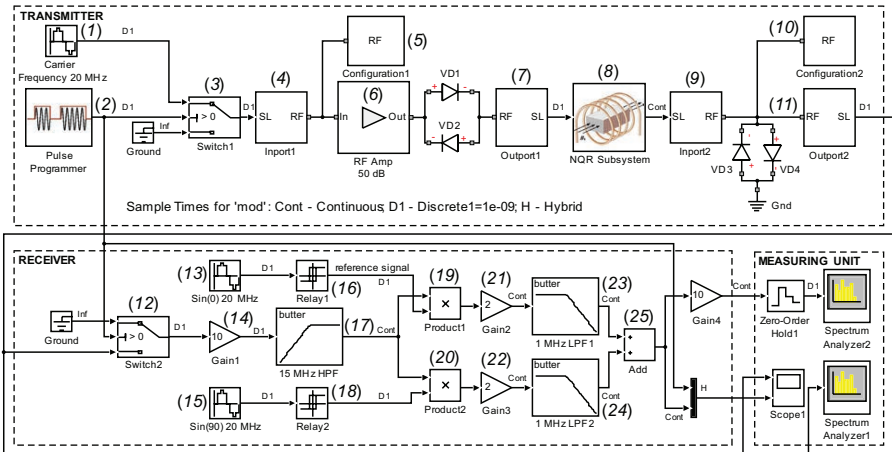 TRANSMITTER
(1)
D1
Carrier
Frequency 20 MHz
(2)
D1
Pulse
Programmer
Inf
Ground
(3)
> 0
D1
Switch1
(4)
SL RF
Inport1
RF
(5)
Configuration1
(6)
In Out
RF Amp
50 dB
VD1
+ -
VD2
- +
(7)
RF SL
D1
Outport1
(8)
Cont
NQR Subsystem
(9)
SL RF
Inport2
(10)
RF
Configuration2
(11)
RF SL
Outport2
VD3
VD4
Gnd
Sample Times for 'mod': Cont - Continuous; D1 - Discrete1=1e-09; H - Hybrid
RECEIVER
Inf
Ground
(12)
> 0
D1
Switch2
(13)
D1
Sin(0) 20 MHz
(16)
Relay1
reference signal
D1
(14)
10
D1
Gain1
butter
15 MHz HPF
(17)
Cont
(15)
D1
Sin(90) 20 MHz
(18)
D1
Relay2
(19)
×
Product1
(20)
×
Product2
(21)
2
Cont
Gain2
(22)
2
Cont
Gain3
butter
(23)
Cont
1 MHz LPF1
butter
(24)
Cont
1 MHz LPF2
(25)
+
+
Add
10
Cont
Gain4
H
Cont
MEASURING UNIT
D1
Zero-Order
Hold1
Spectrum
Analyzer2
Scope1
Spectrum
Analyzer1